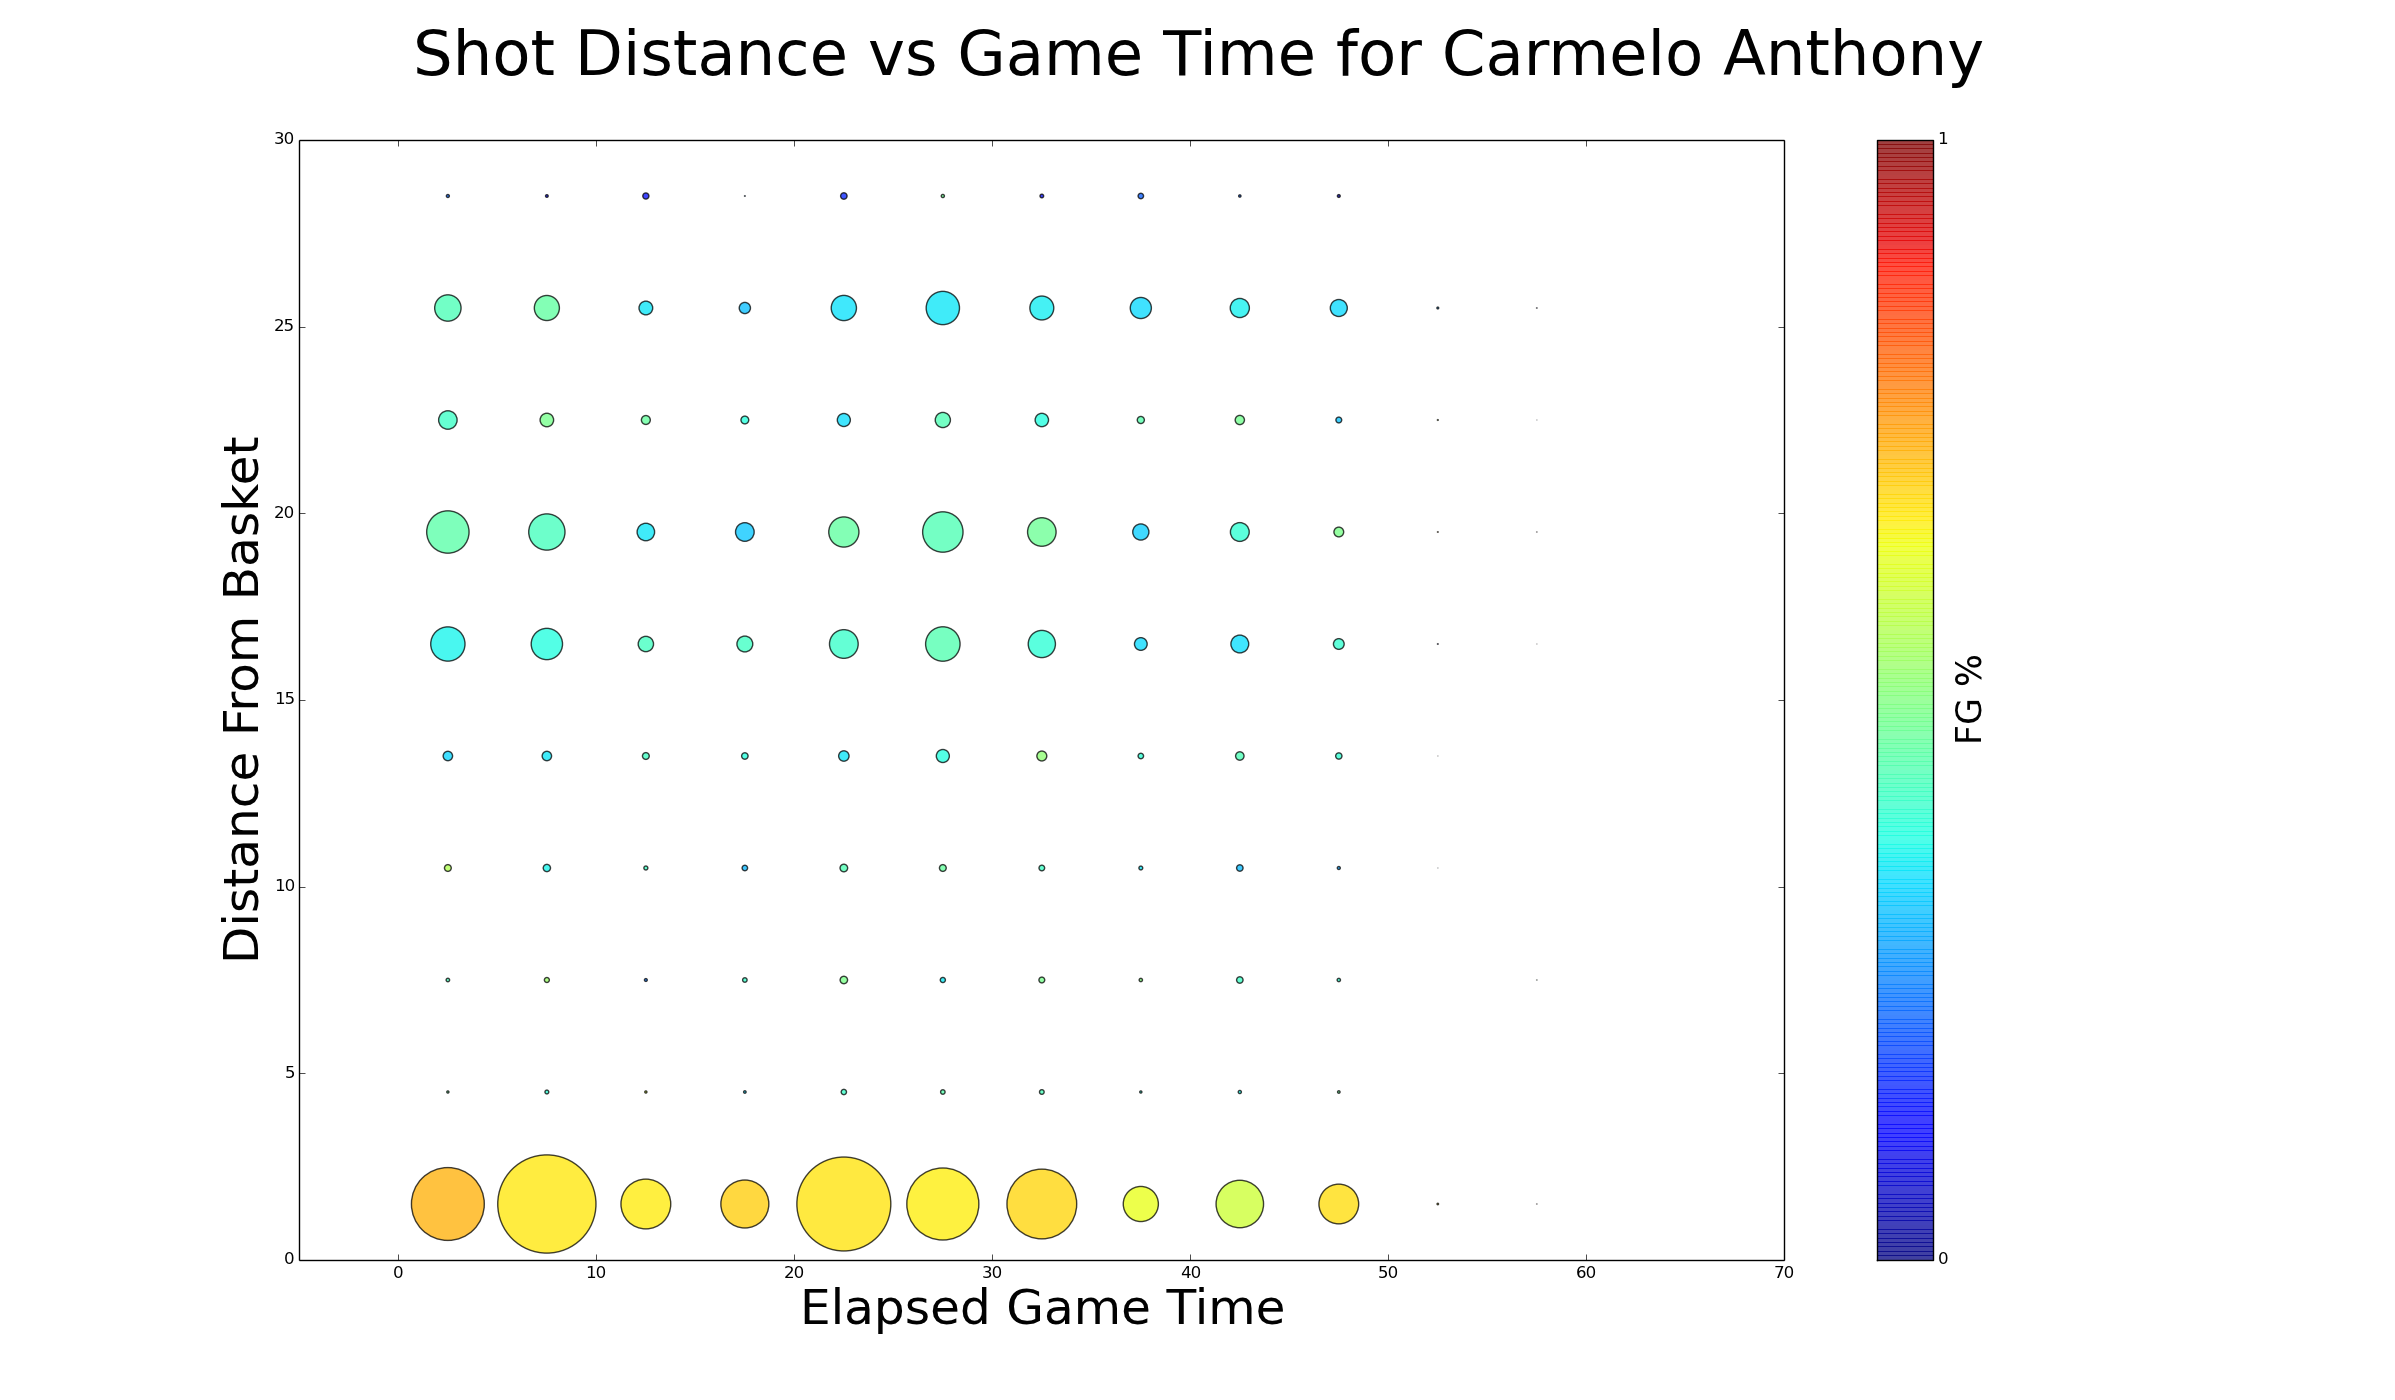 Shot Distance vs Game Time for Carmelo Anthony
30
25
20
15
10
5
0
Distance From Basket
0 10 20 30 40 50 60 70
Elapsed Game Time
1
0
FG %